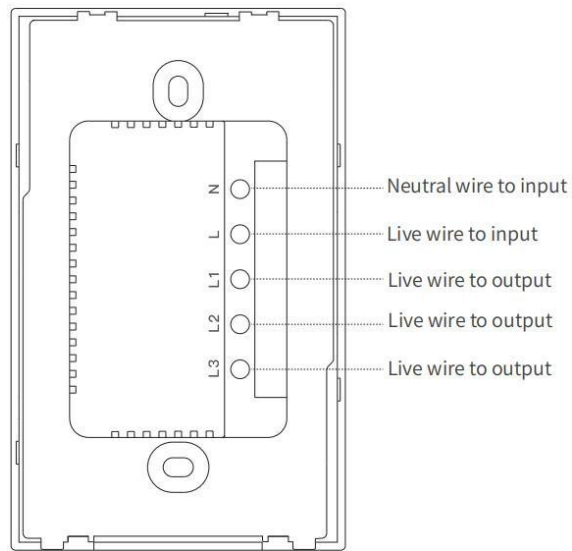 N Neutral wire to input
L Live wire to input
L1 Live wire to output
L2 Live wire to output
L3 Live wire to output